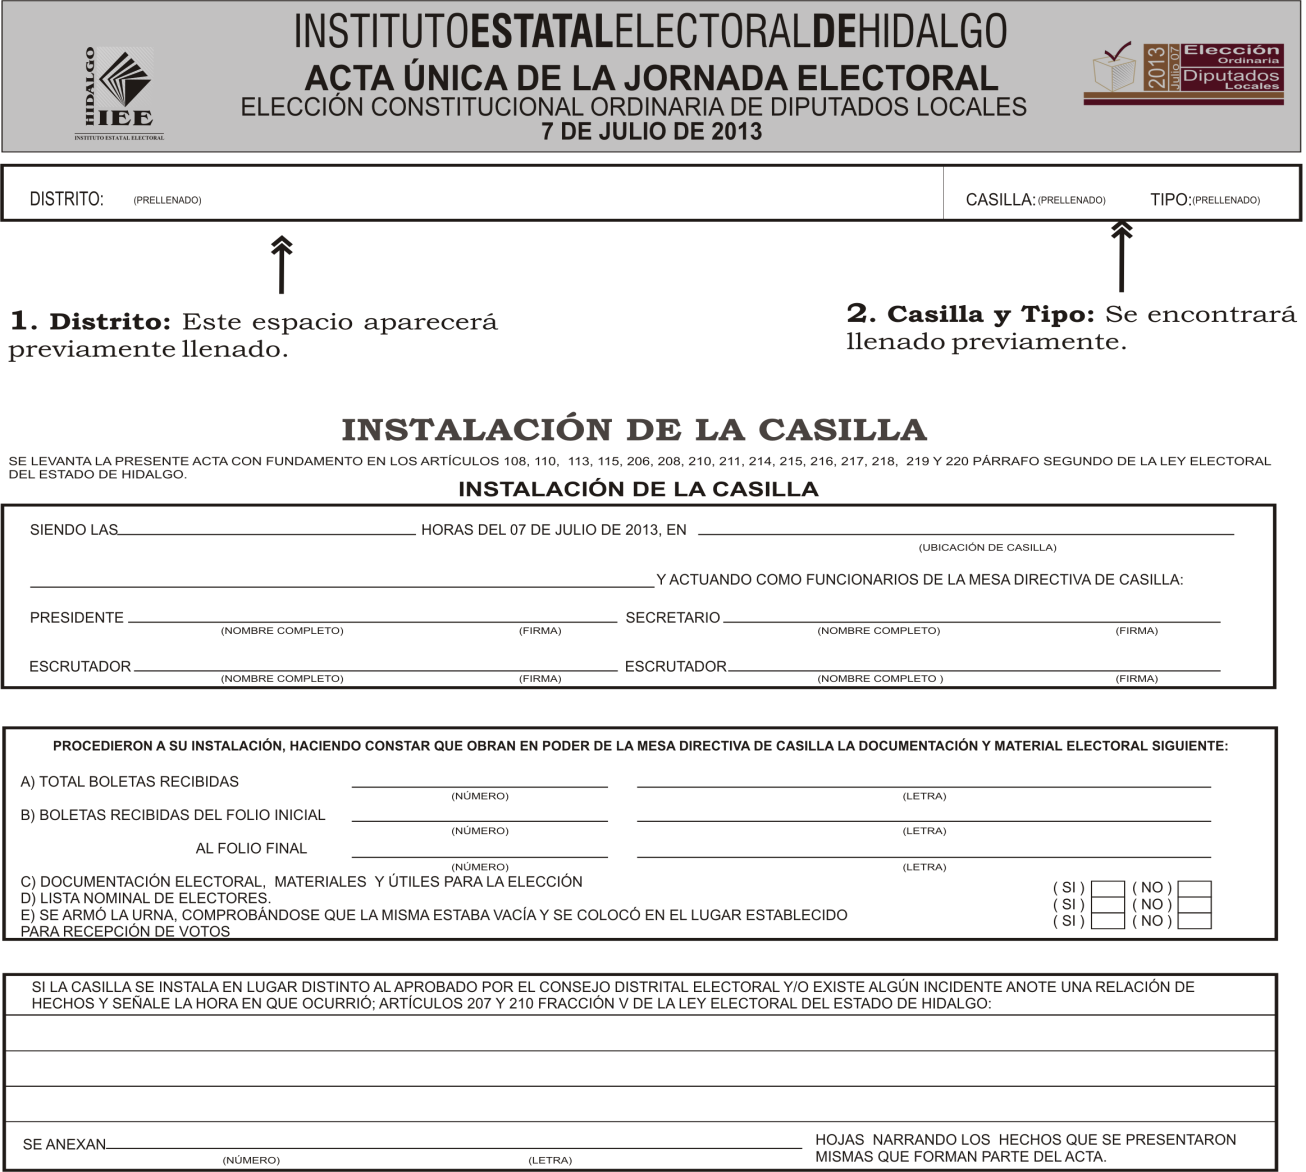 INSTITUTOESTATALELECTORALDEHIDALGO
ACTA ÚNICA DE LA JORNADA ELECTORAL
ELECCIÓN CONSTITUCIONAL ORDINARIA DE DIPUTADOS LOCALES
7 DE JULIO DE 2013
HIDALGO
IEE
INSTITUTO ESTATAL ELECTORAL
2013
Julio 07
Elección
Ordinaria
Diputados
Locales
DISTRITO: (PRELLENADO) CASILLA: (PRELLENADO) TIPO:(PRELLENADO)
1. Distrito: Este espacio aparecerá
previamente llenado.
2. Casilla y Tipo: Se encontrará
llenado previamente.
INSTALACIÓN DE LA CASILLA
SE LEVANTA LA PRESENTE ACTA CON FUNDAMENTO EN LOS ARTÍCULOS 108, 110, 113, 115, 206, 208, 210, 211, 214, 215, 216, 217, 218, 219 Y 220 PÁRRAFO SEGUNDO DE LA LEY ELECTORAL
DEL ESTADO DE HIDALGO.
INSTALACIÓN DE LA CASILLA
SIENDO LAS HORAS DEL 07 DE JULIO DE 2013, EN
(UBICACIÓN DE CASILLA)
Y ACTUANDO COMO FUNCIONARIOS DE LA MESA DIRECTIVA DE CASILLA:
PRESIDENTE SECRETARIO
(NOMBRE COMPLETO) (FIRMA) (NOMBRE COMPLETO) (FIRMA)
ESCRUTADOR ESCRUTADOR
(NOMBRE COMPLETO) (FIRMA) (NOMBRE COMPLETO ) (FIRMA)
PROCEDIERON A SU INSTALACIÓN, HACIENDO CONSTAR QUE OBRAN EN PODER DE LA MESA DIRECTIVA DE CASILLA LA DOCUMENTACIÓN Y MATERIAL ELECTORAL SIGUIENTE:
A) TOTAL BOLETAS RECIBIDAS
(NÚMERO) (LETRA)
B) BOLETAS RECIBIDAS DEL FOLIO INICIAL
(NÚMERO) (LETRA)
AL FOLIO FINAL
(NÚMERO) (LETRA)
C) DOCUMENTACIÓN ELECTORAL, MATERIALES Y ÚTILES PARA LA ELECCIÓN ( SI ) ( NO )
D) LISTA NOMINAL DE ELECTORES. ( SI ) ( NO )
E) SE ARMÓ LA URNA, COMPROBÁNDOSE QUE LA MISMA ESTABA VACÍA Y SE COLOCÓ EN EL LUGAR ESTABLECIDO ( SI ) ( NO )
PARA RECEPCIÓN DE VOTOS
SI LA CASILLA SE INSTALA EN LUGAR DISTINTO AL APROBADO POR EL CONSEJO DISTRITAL ELECTORAL Y/O EXISTE ALGÚN INCIDENTE ANOTE UNA RELACIÓN DE
HECHOS Y SEÑALE LA HORA EN QUE OCURRIÓ; ARTÍCULOS 207 Y 210 FRACCIÓN V DE LA LEY ELECTORAL DEL ESTADO DE HIDALGO:
SE ANEXAN HOJAS NARRANDO LOS HECHOS QUE SE PRESENTARON
(NÚMERO) (LETRA) MISMAS QUE FORMAN PARTE DEL ACTA.